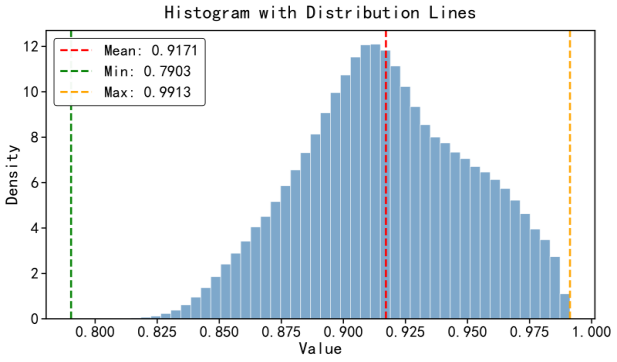 Histogram with Distribution Lines
Mean: 0.9171
Min: 0.7903
Max: 0.9913
Density
12
10
8
6
4
2
0
0.800 0.825 0.850 0.875 0.900 0.925 0.950 0.975 1.000
Value